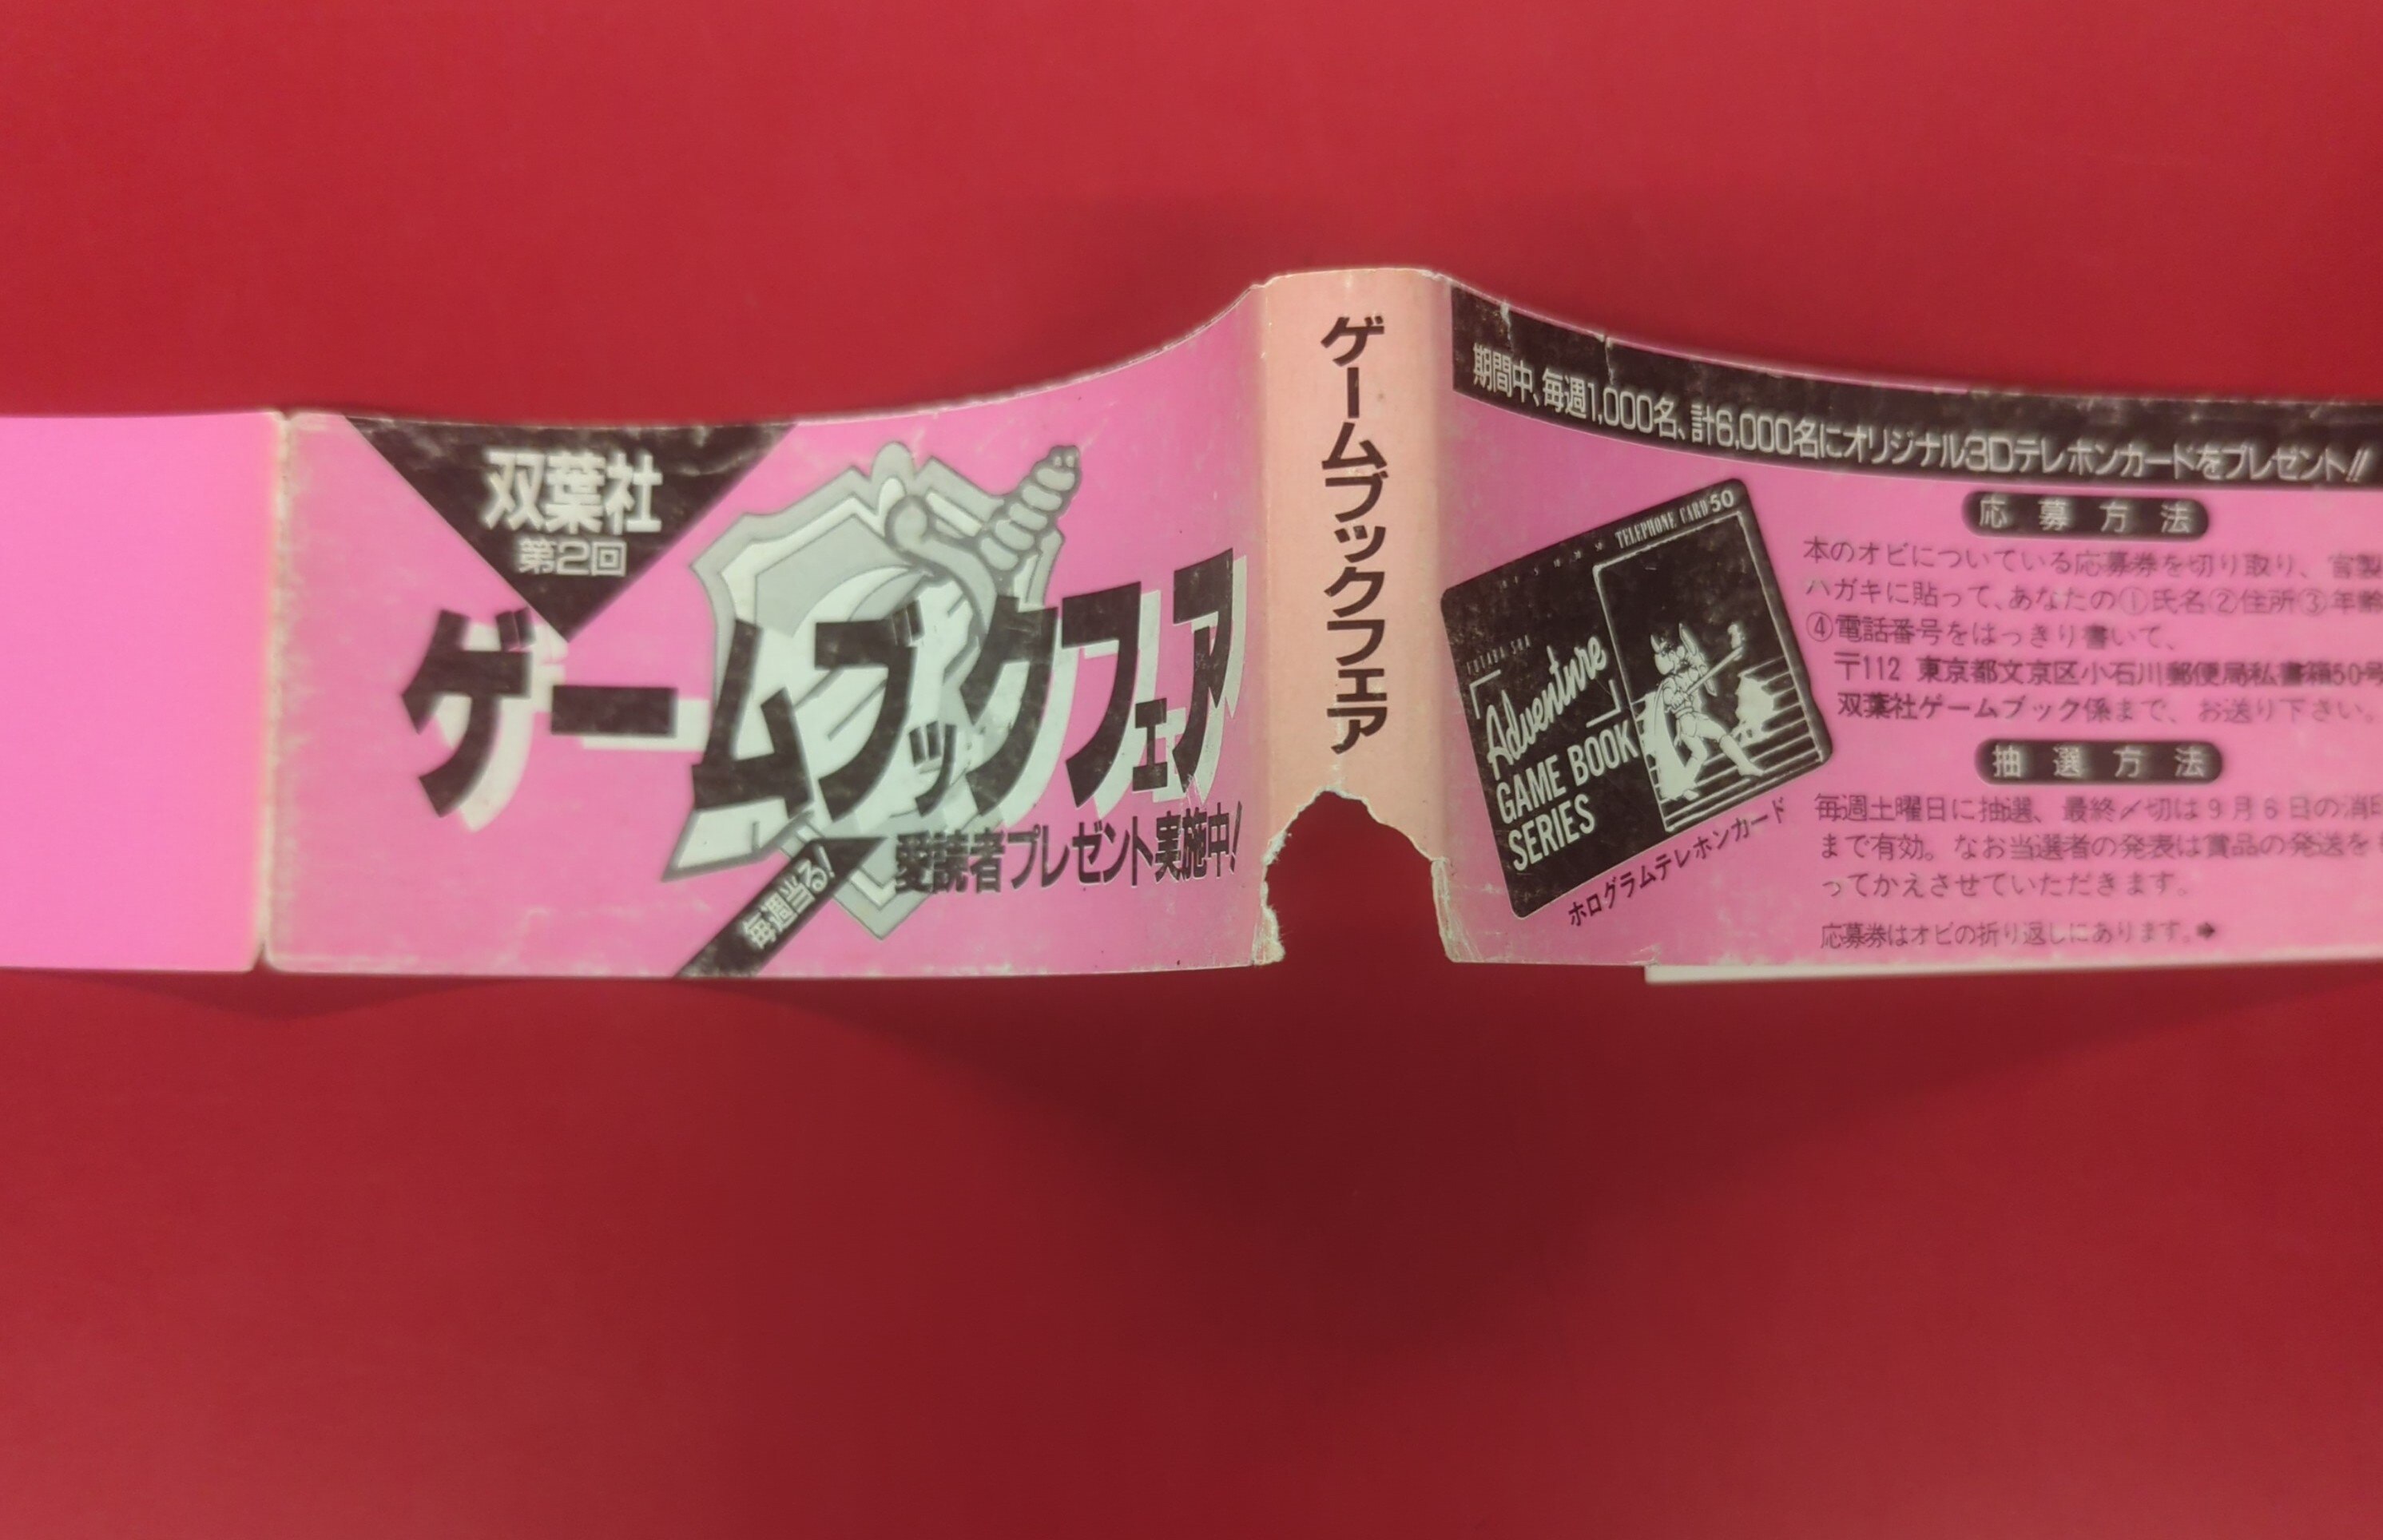 双葉社
第2回
ゲームブックフェア
毎週当る!
愛読者プレゼント実施中!
ゲームブックフェア
期間中、毎週1,000名、計6,000名にオリジナル3Dテレホンカードをプレゼント!!
TELEPHONE CARD 50
FUTABA SHA
Adventure
GAME BOOK
SERIES
ホログラムテレホンカード
応募方法
本のオビについている応募券を切り取り、官製
ハガキに貼って、あなたの①氏名②住所③年齢
④電話番号をはっきり書いて、
〒112 東京都文京区小石川郵便局私書箱50号
双葉社ゲームブック係まで、お送り下さい。
抽選方法
毎週土曜日に抽選、最終〆切は9月6日の消印
まで有効。なお当選者の発表は賞品の発送を
ってかえさせていただきます。
応募券はオビの折り返しにあります。➔